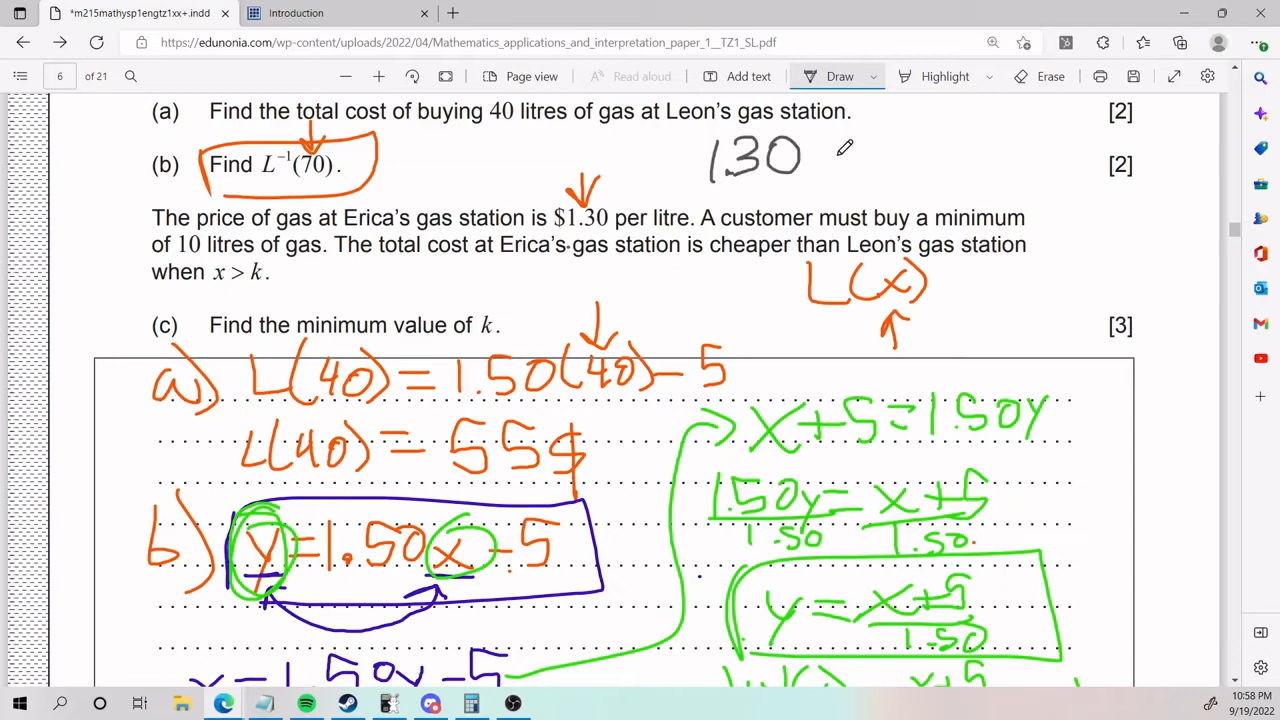 *m215mathysp1engtz1xx+.indd
Introduction
https://edunonia.com/wp-content/uploads/2022/04/Mathematics_applications_and_interpretation_paper_1__TZ1_SL.pdf
6 of 21
Page view
Read aloud
Add text
Draw
Highlight
Erase
(a) Find the total cost of buying 40 litres of gas at Leon’s gas station. [2]
(b) Find L⁻¹(70). [2]
1.30
The price of gas at Erica’s gas station is $1.30 per litre. A customer must buy a minimum
of 10 litres of gas. The total cost at Erica’s gas station is cheaper than Leon’s gas station
when x > k.
L(x)
(c) Find the minimum value of k. [3]
a) L(40) = 1.50(40) - 5
L(40) = 55$
b) y = 1.50x - 5
x = 1.50y - 5
x + 5 = 1.50y
1.50y = x + 5
1.50 1.50
y = x + 5
1.50
x + 5
10:58 PM
9/19/2022